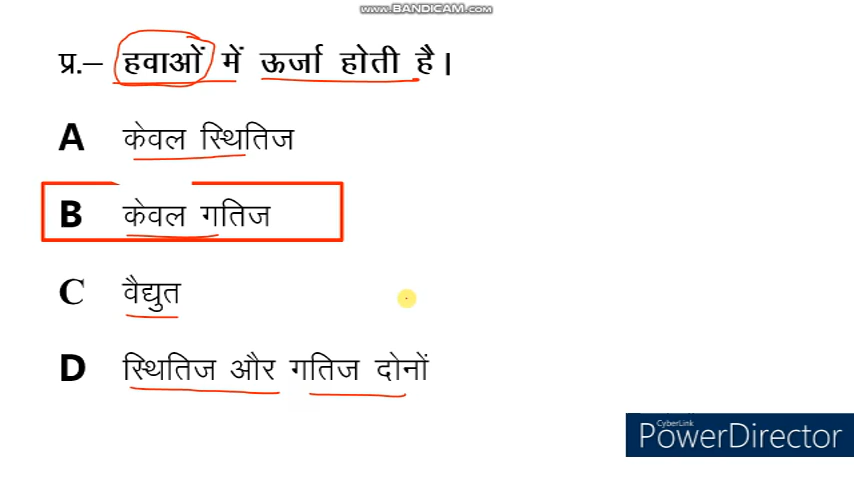 www.BANDICAM.com
प्र.– हवाओं में ऊर्जा होती है।
A केवल स्थितिज
B केवल गतिज
C वैद्युत
D स्थितिज और गतिज दोनों
CyberLink
PowerDirector